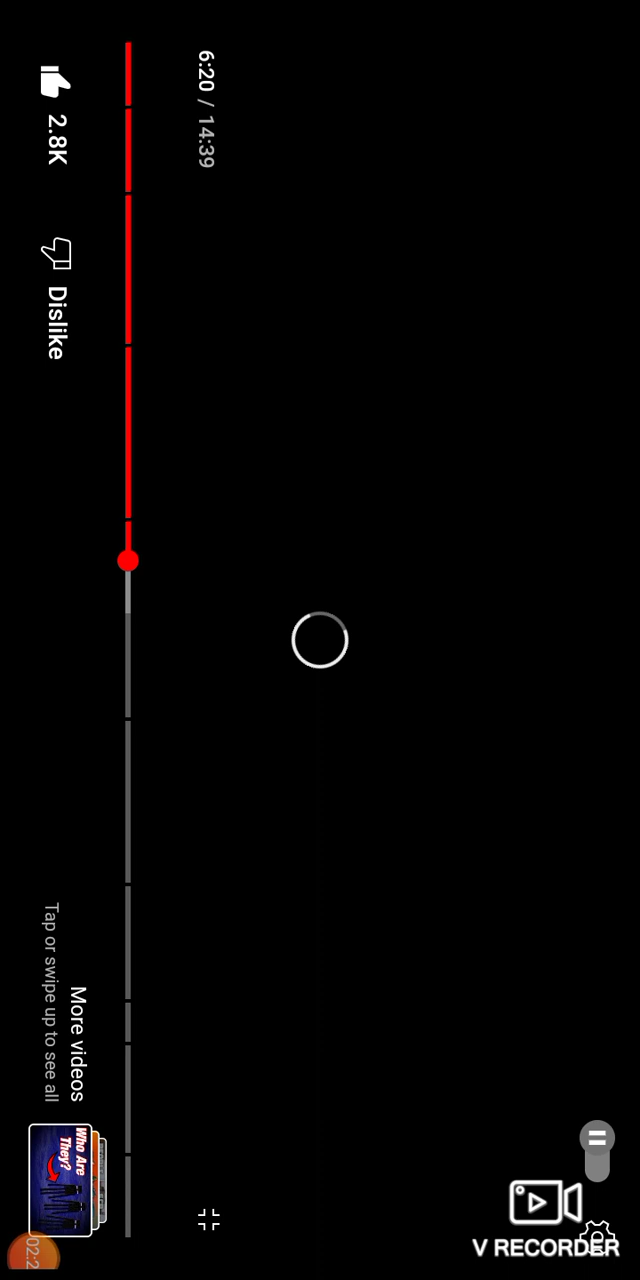 6:20 / 14:39
2.8K
Dislike
More videos
Tap or swipe up to see all
Who Are
They?
V RECORDER